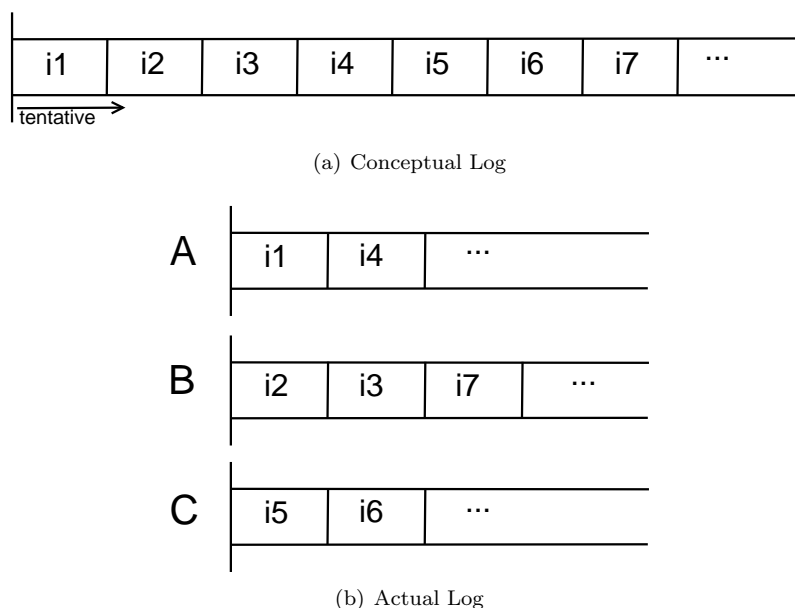 i1 i2 i3 i4 i5 i6 i7 ...
tentative
(a) Conceptual Log
A i1 i4 ...
B i2 i3 i7 ...
C i5 i6 ...
(b) Actual Log